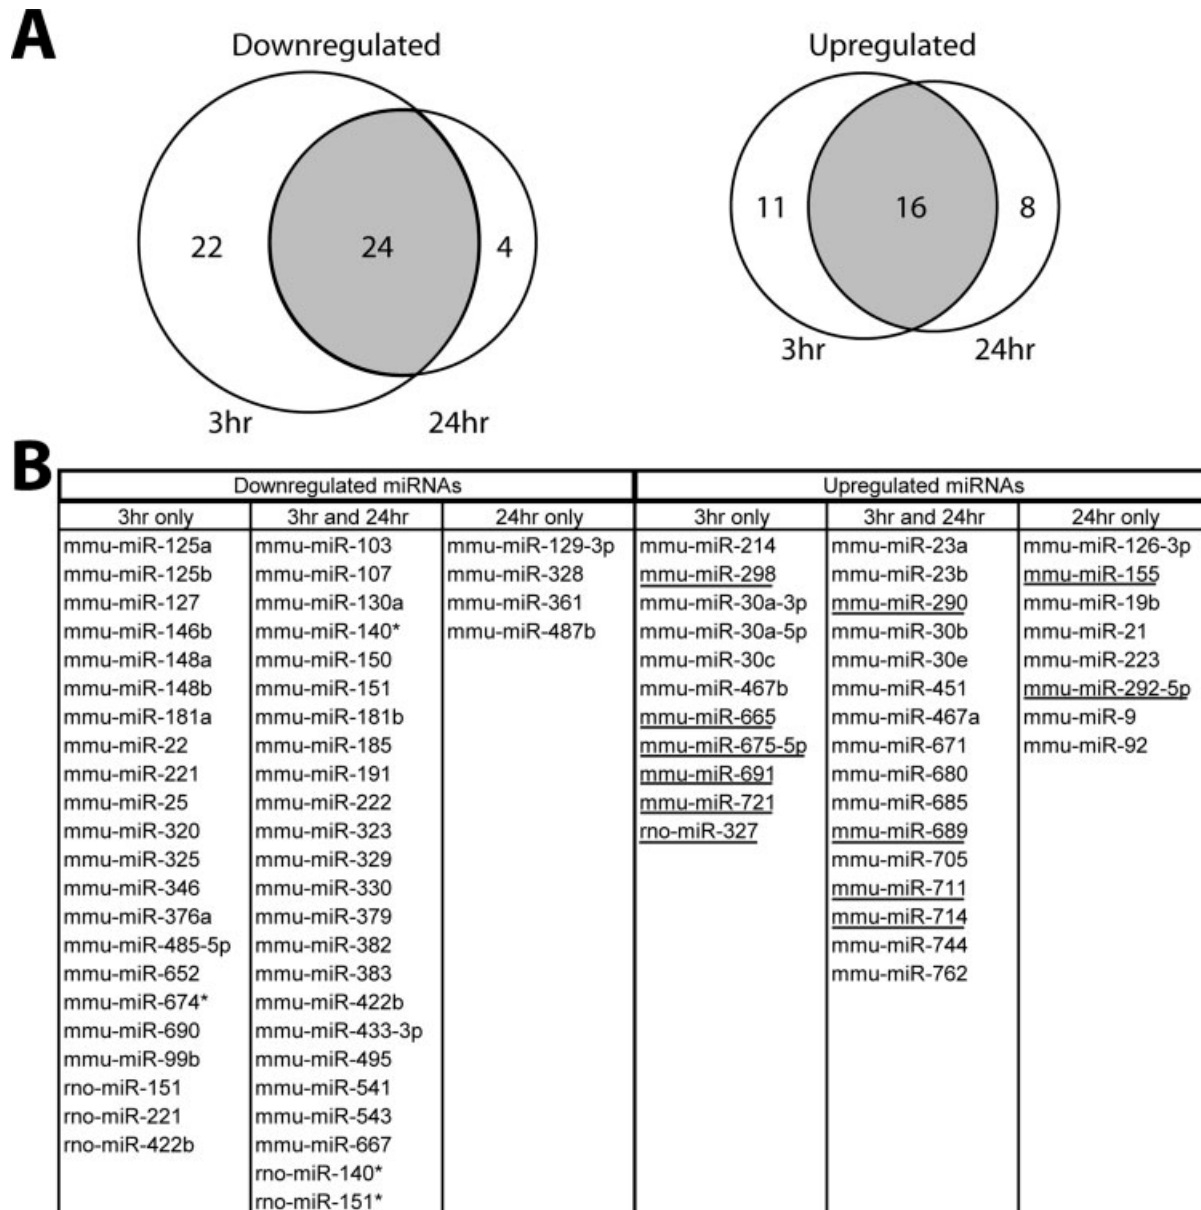 A
Downregulated
Upregulated
22
24
4
11
16
8
3hr
24hr
3hr
24hr
B
Downregulated miRNAs Upregulated miRNAs
3hr only 3hr and 24hr 24hr only 3hr only 3hr and 24hr 24hr only
mmu-miR-125a mmu-miR-103 mmu-miR-129-3p mmu-miR-214 mmu-miR-23a mmu-miR-126-3p
mmu-miR-125b mmu-miR-107 mmu-miR-328 mmu-miR-298 mmu-miR-23b mmu-miR-155
mmu-miR-127 mmu-miR-130a mmu-miR-361 mmu-miR-30a-3p mmu-miR-290 mmu-miR-19b
mmu-miR-146b mmu-miR-140* mmu-miR-487b mmu-miR-30a-5p mmu-miR-30b mmu-miR-21
mmu-miR-148a mmu-miR-150 mmu-miR-30c mmu-miR-30e mmu-miR-223
mmu-miR-148b mmu-miR-151 mmu-miR-467b mmu-miR-451 mmu-miR-292-5p
mmu-miR-181a mmu-miR-181b mmu-miR-665 mmu-miR-467a mmu-miR-9
mmu-miR-22 mmu-miR-185 mmu-miR-675-5p mmu-miR-671 mmu-miR-92
mmu-miR-221 mmu-miR-191 mmu-miR-691 mmu-miR-680
mmu-miR-25 mmu-miR-222 mmu-miR-721 mmu-miR-685
mmu-miR-320 mmu-miR-323 rno-miR-327 mmu-miR-689
mmu-miR-325 mmu-miR-329 mmu-miR-705
mmu-miR-346 mmu-miR-330 mmu-miR-711
mmu-miR-376a mmu-miR-379 mmu-miR-714
mmu-miR-485-5p mmu-miR-382 mmu-miR-744
mmu-miR-652 mmu-miR-383 mmu-miR-762
mmu-miR-674* mmu-miR-422b
mmu-miR-690 mmu-miR-433-3p
mmu-miR-99b mmu-miR-495
rno-miR-151 mmu-miR-541
rno-miR-221 mmu-miR-543
rno-miR-422b mmu-miR-667
rno-miR-140*
rno-miR-151*